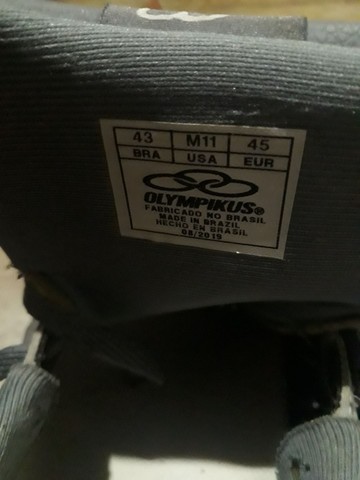 43 M11 45
BRA USA EUR
OLYMPIKUS®
FABRICADO NO BRASIL
MADE IN BRAZIL
HECHO EN BRASIL
08/2019